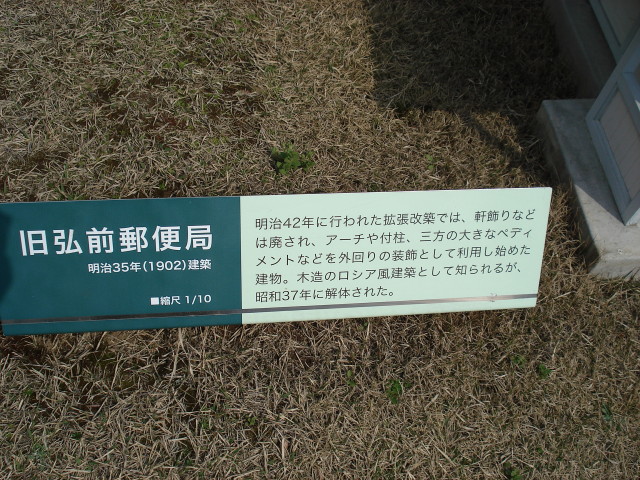 旧弘前郵便局
明治35年(1902)建築
■縮尺 1/10
明治42年に行われた拡張改築では、軒飾りなど
は廃され、アーチや付柱、三方の大きなペディ
メントなどを外回りの装飾として利用し始めた
建物。木造のロシア風建築として知られるが、
昭和37年に解体された。